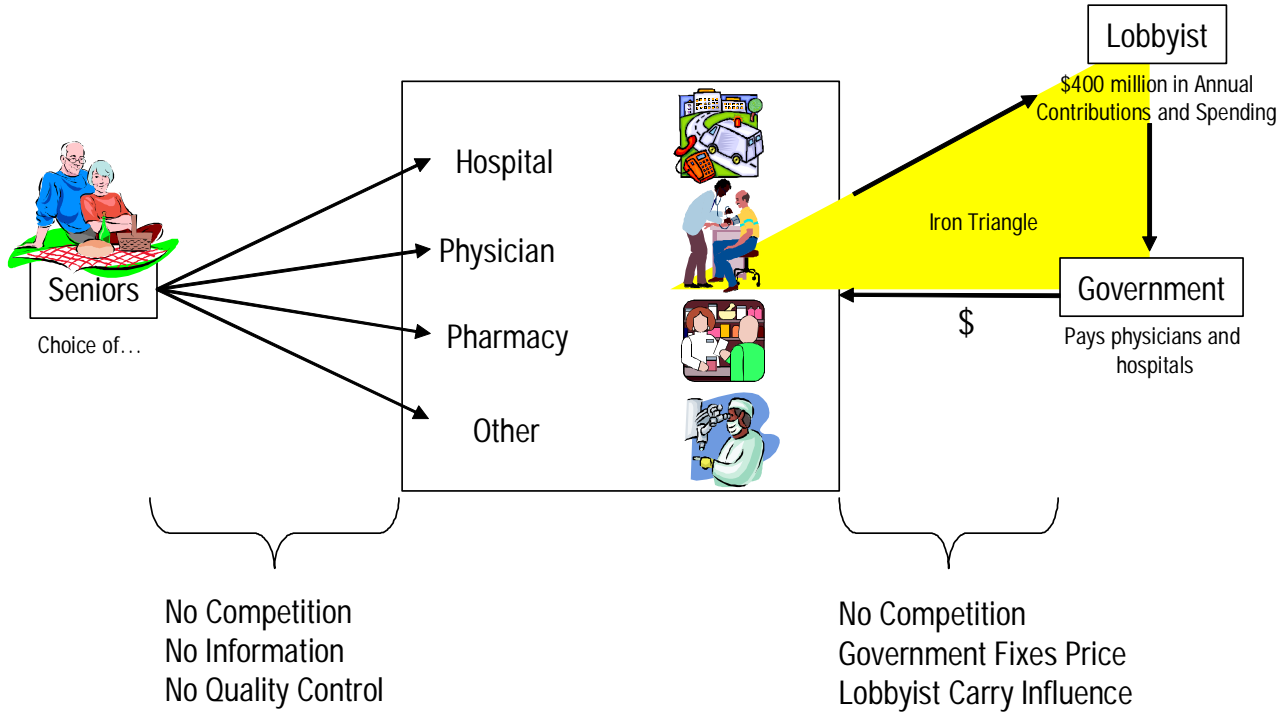 Lobbyist
$400 million in Annual
Contributions and Spending
Hospital
Physician
Pharmacy
Other
Iron Triangle
Seniors
Choice of…
Government
$
Pays physicians and
hospitals
No Competition
No Information
No Quality Control
No Competition
Government Fixes Price
Lobbyist Carry Influence